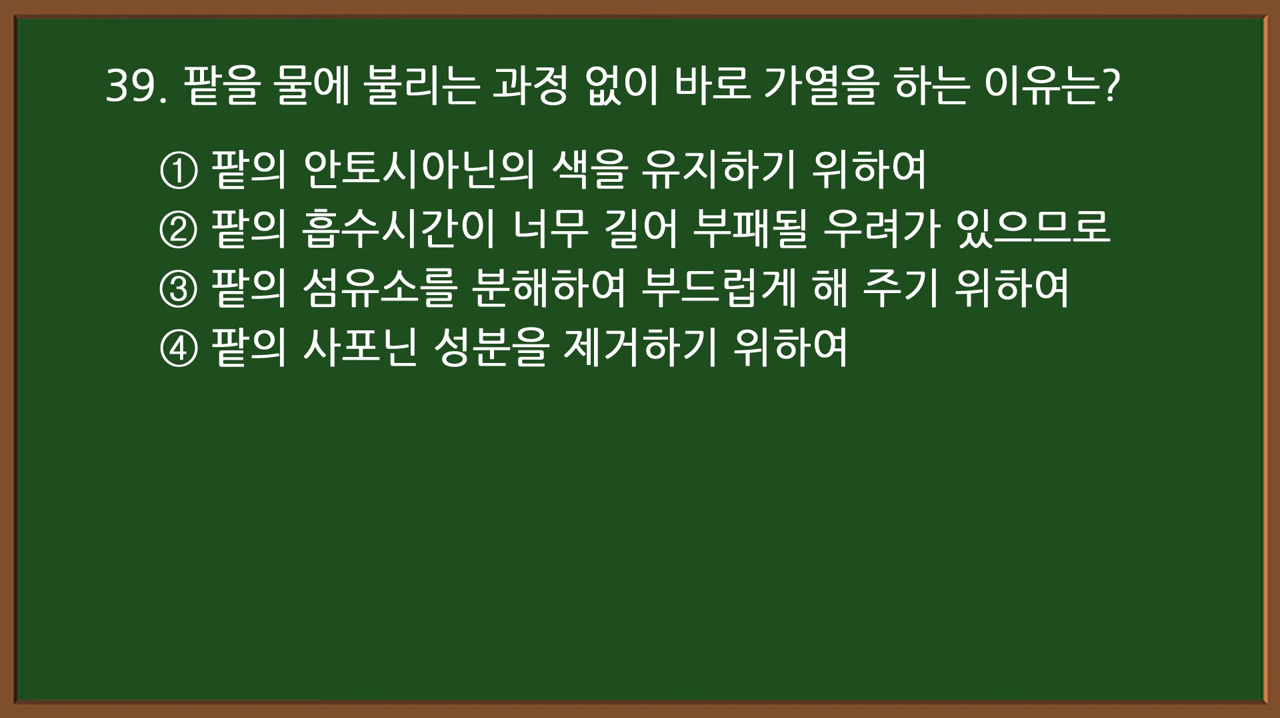 39. 팥을 물에 불리는 과정 없이 바로 가열을 하는 이유는?
① 팥의 안토시아닌의 색을 유지하기 위하여
② 팥의 흡수시간이 너무 길어 부패될 우려가 있으므로
③ 팥의 섬유소를 분해하여 부드럽게 해 주기 위하여
④ 팥의 사포닌 성분을 제거하기 위하여